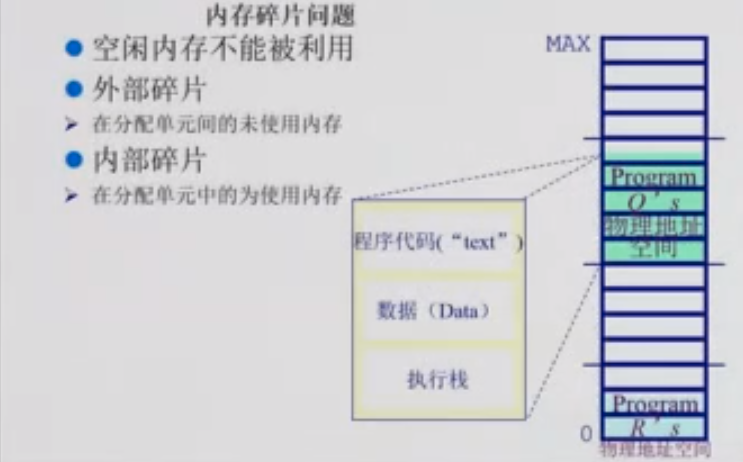 内存碎片问题
空闲内存不能被利用
外部碎片
在分配单元间的未使用内存
内部碎片
在分配单元中的为使用内存
程序代码(“text”)
数据（Data）
执行栈
MAX
Program
Q’s
物理地址
空间
Program
R’s
0
物理地址空间